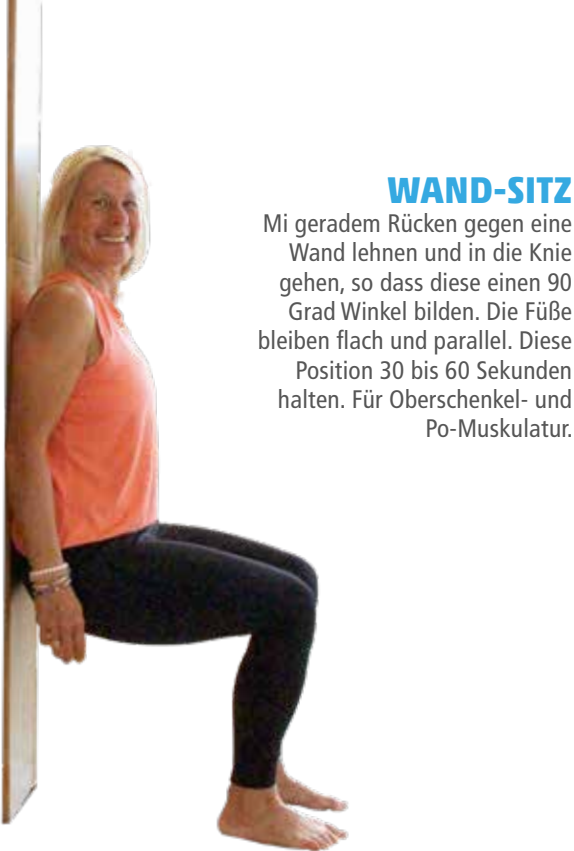 WAND-SITZ
Mi geradem Rücken gegen eine
Wand lehnen und in die Knie
gehen, so dass diese einen 90
Grad Winkel bilden. Die Füße
bleiben flach und parallel. Diese
Position 30 bis 60 Sekunden
halten. Für Oberschenkel- und
Po-Muskulatur.